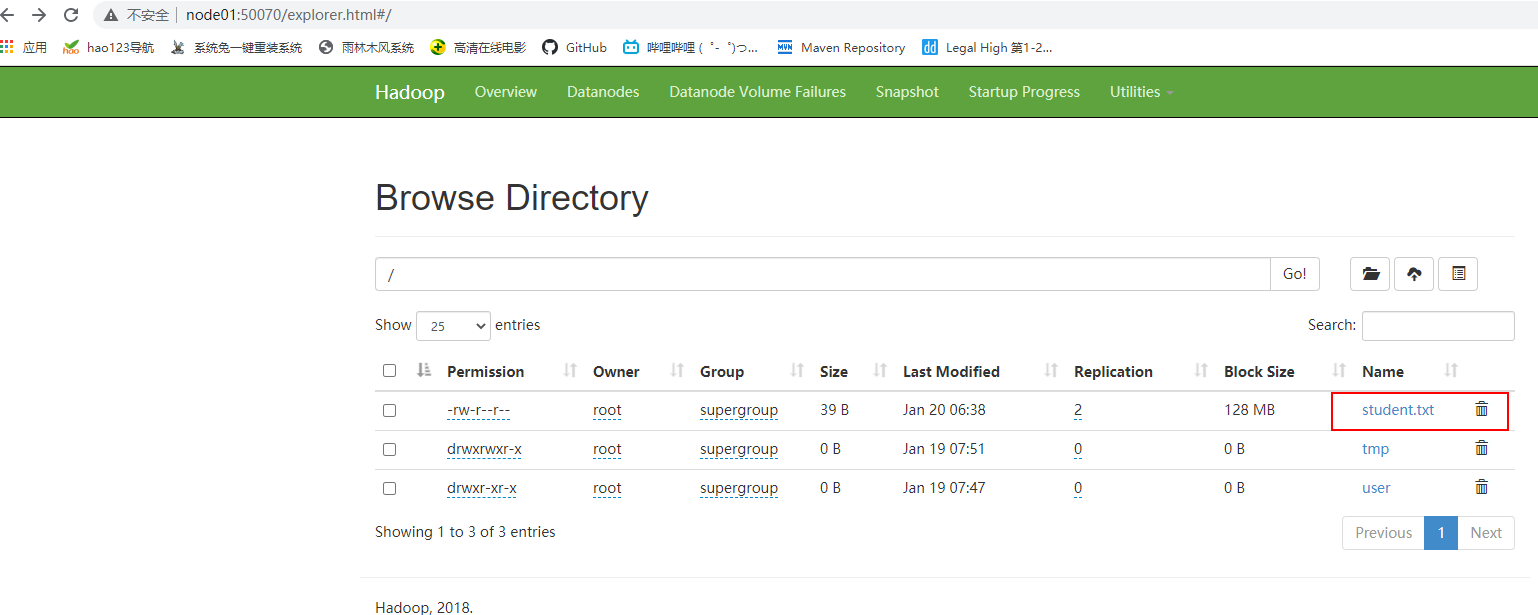 不安全 node01:50070/explorer.html#/
应用 hao123导航 系统兔一键重装系统 雨林木风系统 高清在线电影 GitHub 哔哩哔哩 (゜-゜)つ... Maven Repository Legal High 第1-2...
Hadoop Overview Datanodes Datanode Volume Failures Snapshot Startup Progress Utilities
Browse Directory
/ Go!
Show 25 entries Search:
Permission Owner Group Size Last Modified Replication Block Size Name
-rw-r--r-- root supergroup 39 B Jan 20 06:38 2 128 MB student.txt
drwxrwxr-x root supergroup 0 B Jan 19 07:51 0 0 B tmp
drwxr-xr-x root supergroup 0 B Jan 19 07:47 0 0 B user
Showing 1 to 3 of 3 entries Previous 1 Next
Hadoop, 2018.